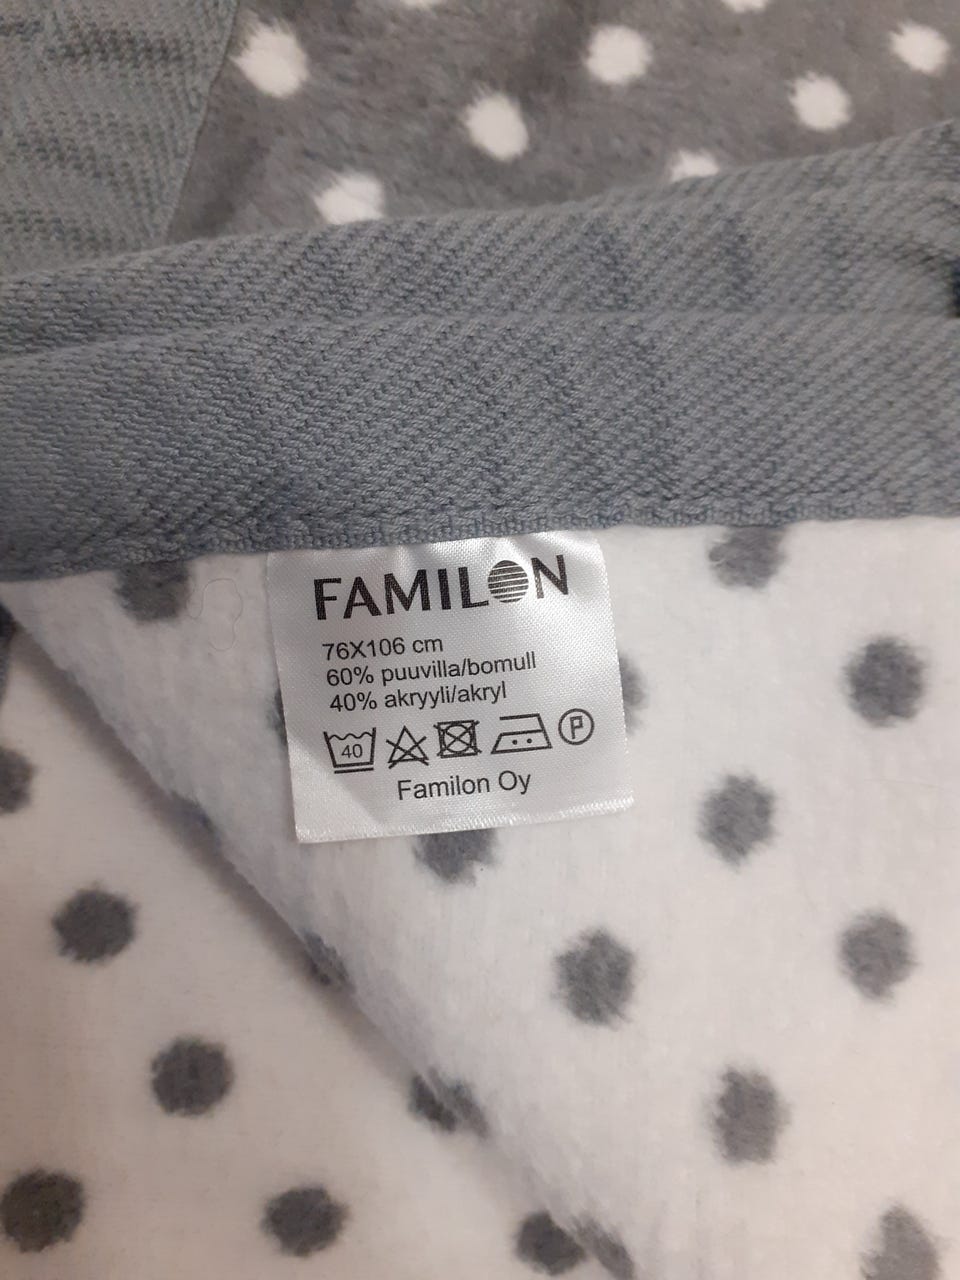 FAMILON
76X106 cm
60% puuvilla/bomull
40% akryyli/akryl
40 P
Familon Oy